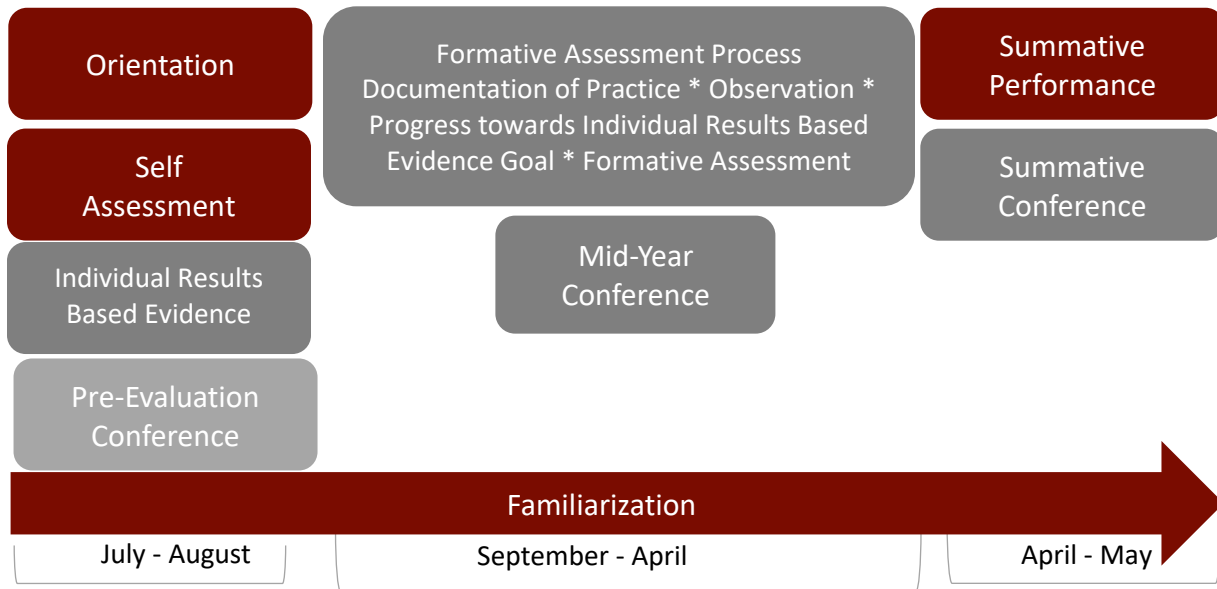 Orientation
Self
Assessment
Individual Results
Based Evidence
Pre-Evaluation
Conference
Formative Assessment Process
Documentation of Practice * Observation *
Progress towards Individual Results Based
Evidence Goal * Formative Assessment
Mid-Year
Conference
Summative
Performance
Summative
Conference
Familiarization
July - August
September - April
April - May